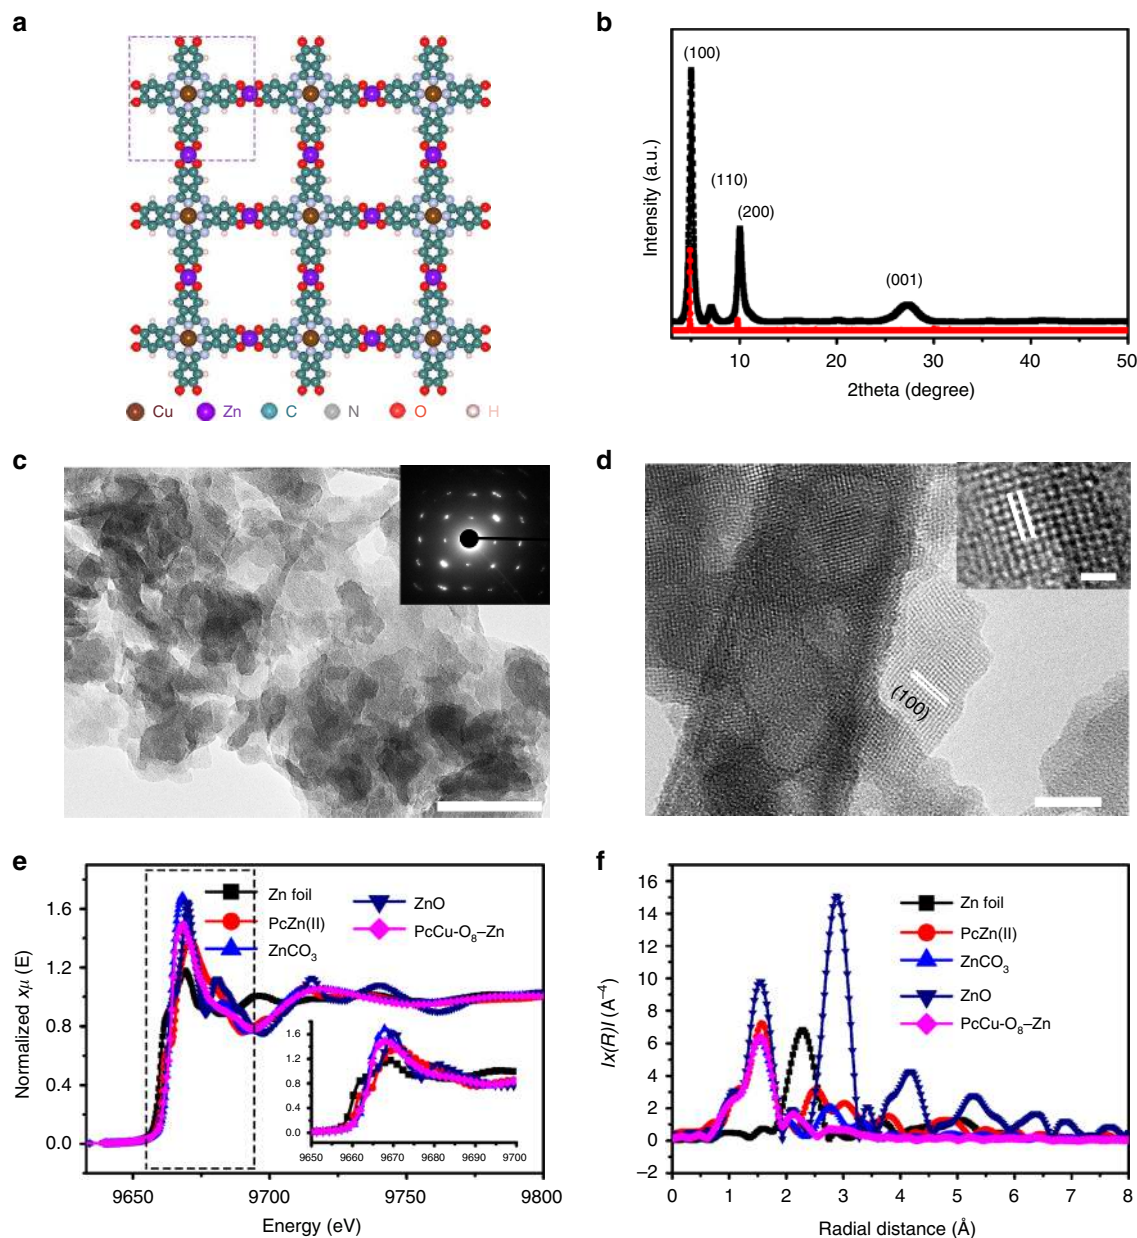 a
Cu Zn C N O H
b
(100)
(110)
(200)
(001)
Intensity (a.u.)
10 20 30 40 50
2theta (degree)
c
d
(100)
e
Zn foil
PcZn(II)
ZnCO3
ZnO
PcCu-O8–Zn
Normalized xμ (E)
1.6
1.2
0.8
0.4
0.0
1.6
1.2
0.8
0.4
0.0
9650 9660 9670 9680 9690 9700
9650 9700 9750 9800
Energy (eV)
f
Zn foil
PcZn(II)
ZnCO3
ZnO
PcCu-O8–Zn
Ix(R)I (A–4)
16
14
12
10
8
6
4
2
0
–2
0 1 2 3 4 5 6 7 8
Radial distance (Å)